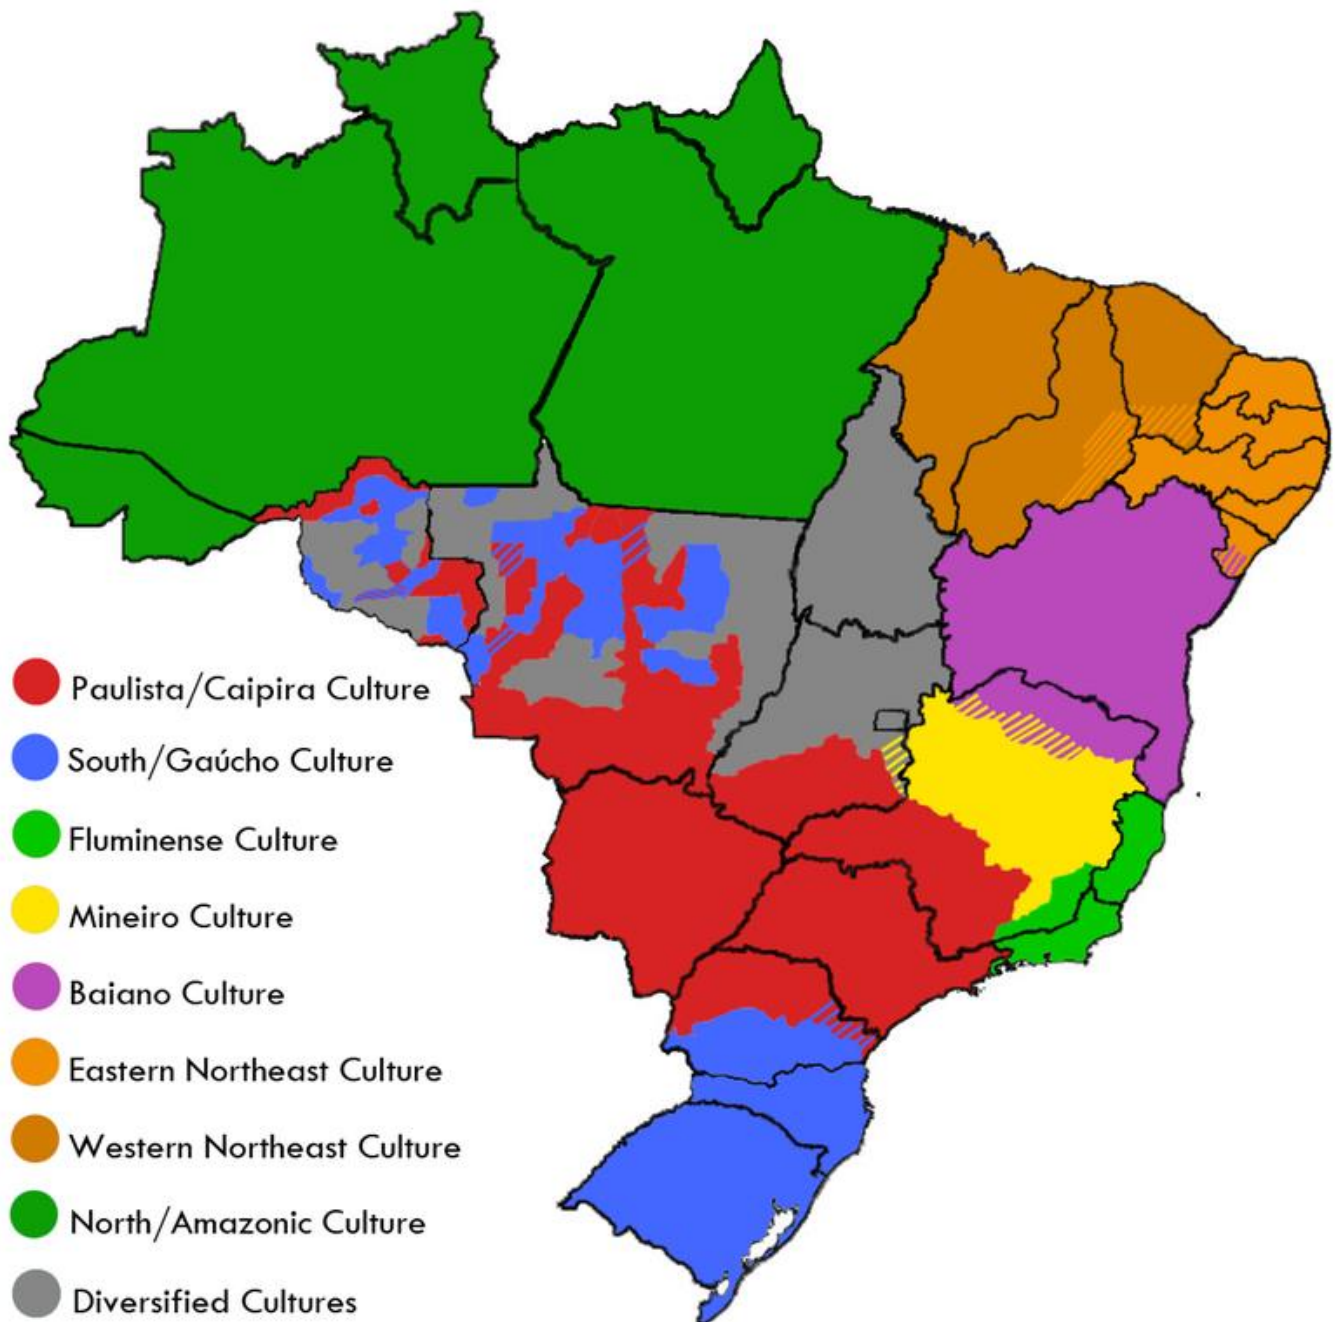 Paulista/Caipira Culture
South/Gaúcho Culture
Fluminense Culture
Mineiro Culture
Baiano Culture
Eastern Northeast Culture
Western Northeast Culture
North/Amazonic Culture
Diversified Cultures